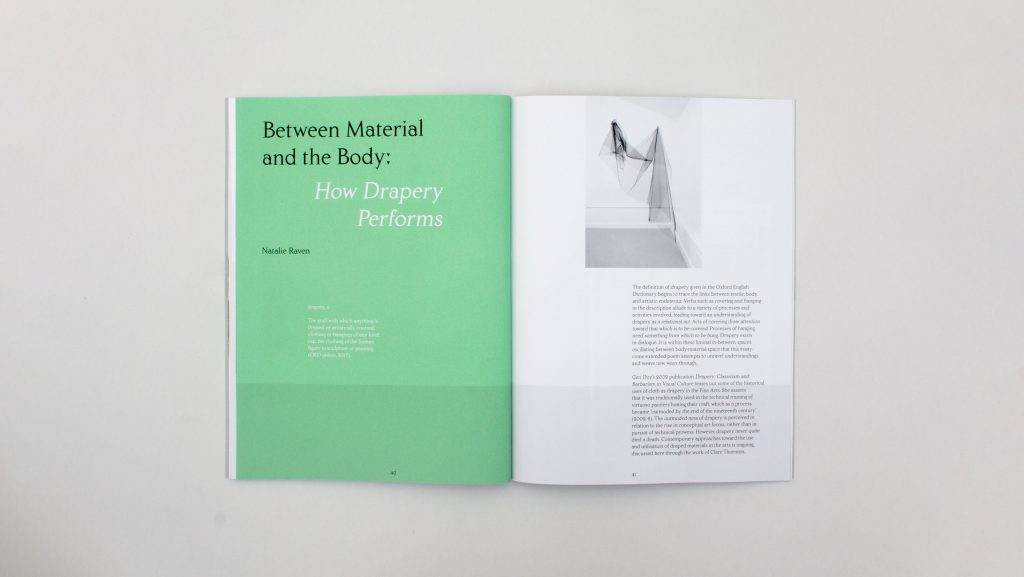 Between Material
and the Body:
How Drapery
Performs
Natalie Raven
drapery, n.
The stuff with which anything is
draped or artistically covered;
clothing or hangings of any kind;
esp. the clothing of the human
figure in sculpture or painting
(OED online, 2017).
40
The definition of drapery given in the Oxford English
Dictionary begins to trace the links between textile, body,
and artistic endeavour. Verbs such as covering and hanging
in the description allude to a variety of processes and
activities involved, leading toward an understanding of
drapery as a relational act. Acts of covering draw attention
toward that which is to be covered. Processes of hanging
need something from which to be hung. Drapery exists
in dialogue. It is within these liminal in-between spaces
oscillating between body-material-space that this essay-
come-extended poem attempts to unravel understandings
and weave new ways through.
Gen Doy's 2002 publication Drapery: Classicism and
Barbarism in Visual Culture teases out some of the historical
uses of cloth as drapery in the Fine Arts. She asserts
that it was traditionally used in the technical training of
virtuoso painters honing their craft, which as a process
became 'outmoded by the end of the nineteenth century'
(2002: 6). The outmoded-ness of drapery is perceived in
relation to the rise in conceptual art forms, rather than in
pursuit of technical prowess. However, drapery never quite
died a death. Contemporary approaches toward the use
and utilisation of draped materials in the arts is ongoing,
discussed here through the work of Clare Thornton.
41